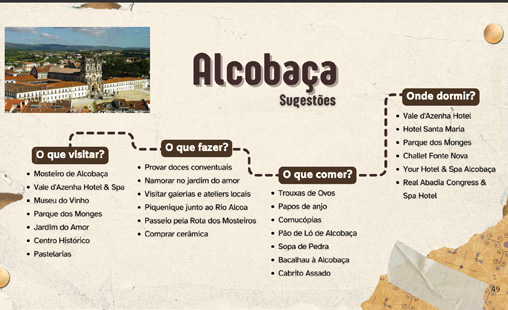 Alcobaça
Sugestões
O que visitar?
Mosteiro de Alcobaça
Vale d'Azenha Hotel & Spa
Museu do Vinho
Parque dos Monges
Jardim do Amor
Centro Histórico
Pastelarias
O que fazer?
Provar doces conventuais
Namorar no jardim do amor
Visitar galerias e ateliers locais
Piquenique junto ao Rio Alcoa
Passeio pela Rota dos Mosteiros
Comprar cerâmica
O que comer?
Trouxas de Ovos
Papos de anjo
Cornucópias
Pão de Ló de Alcobaça
Sopa de Pedra
Bacalhau à Alcobaça
Cabrito Assado
Onde dormir?
Vale d'Azenha Hotel
Hotel Santa Maria
Parque dos Monges
Challet Fonte Nova
Your Hotel & Spa Alcobaça
Real Abadia Congress &
Spa Hotel
49